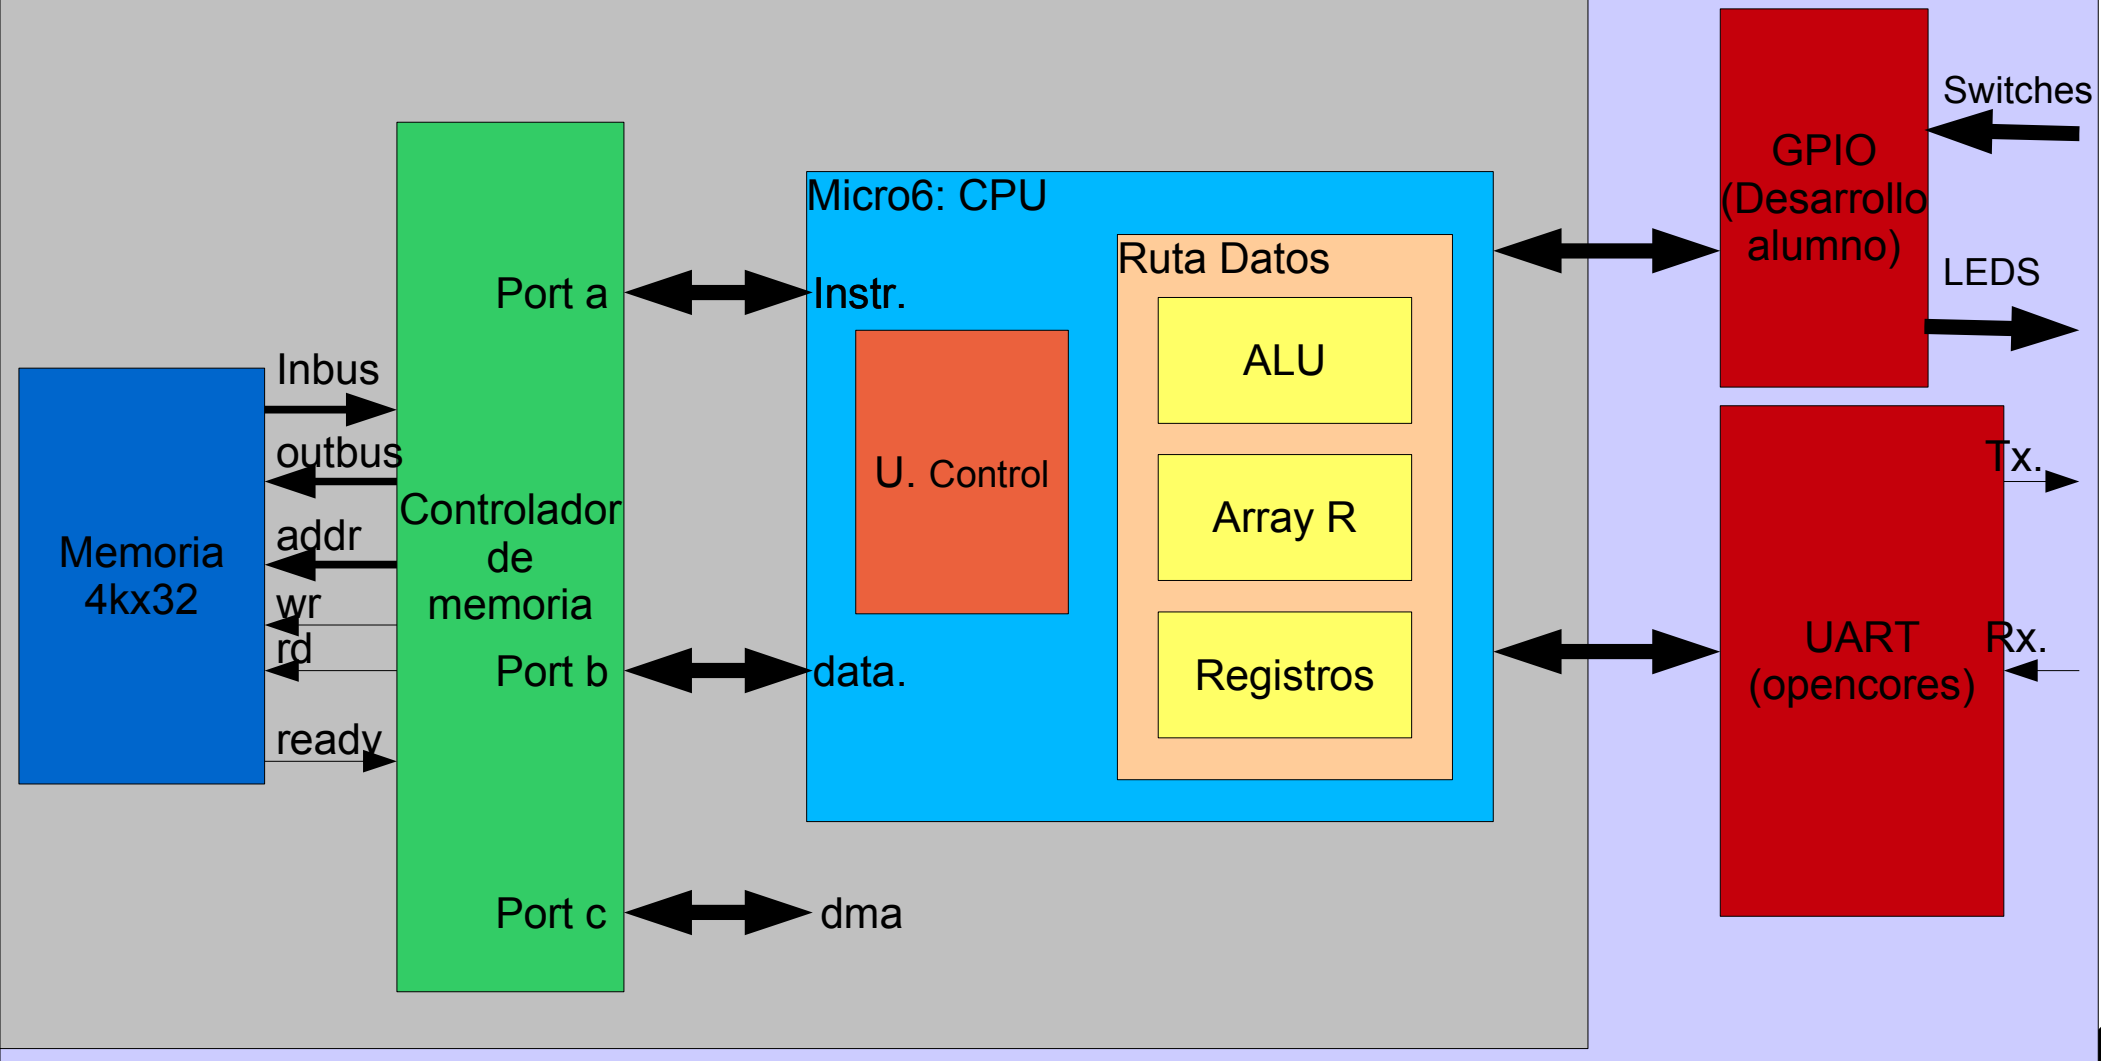 Switches
GPIO
(Desarrollo
alumno)
LEDS
Micro6: CPU
Ruta Datos
Port a
Instr.
ALU
Inbus
outbus
U. Control
Array R
Tx.
Controlador
de
memoria
addr
Memoria
4kx32
wr
rd
Port b
data.
Registros
UART
(opencores)
Rx.
ready
Port c
dma